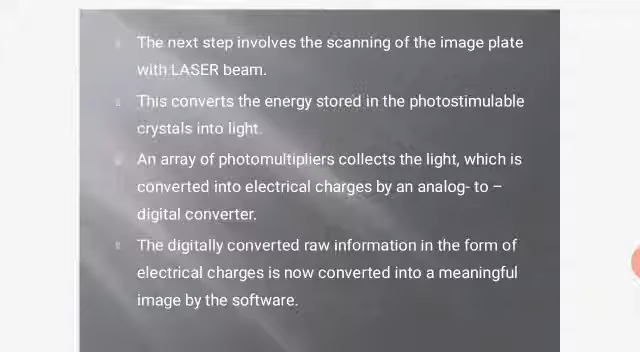 The next step involves the scanning of the image plate
with LASER beam.
This converts the energy stored in the photostimulable
crystals into light.
An array of photomultipliers collects the light, which is
converted into electrical charges by an analog- to –
digital converter.
The digitally converted raw information in the form of
electrical charges is now converted into a meaningful
image by the software.